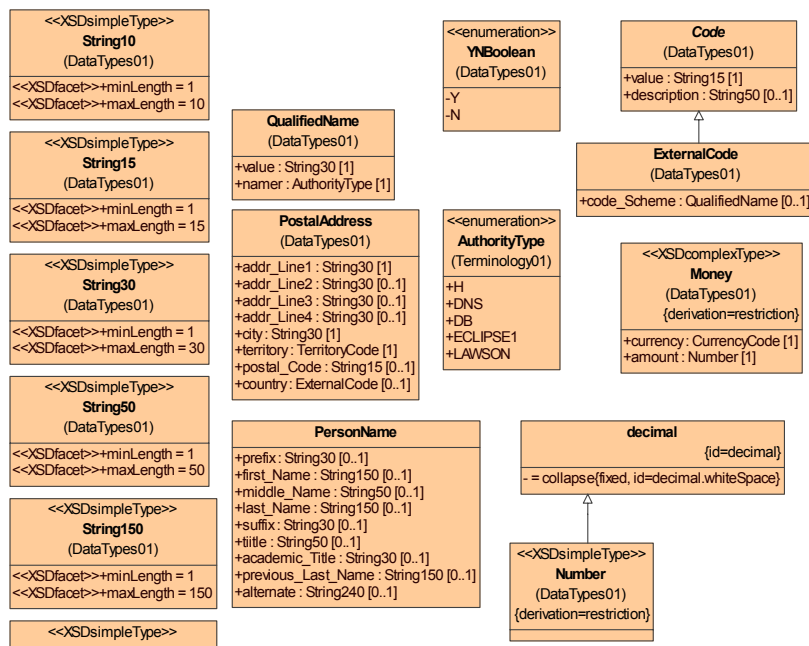 <<XSDsimpleType>>
String10
(DataTypes01)
<<XSDfacet>>+minLength = 1
<<XSDfacet>>+maxLength = 10
<<XSDsimpleType>>
String15
(DataTypes01)
<<XSDfacet>>+minLength = 1
<<XSDfacet>>+maxLength = 15
<<XSDsimpleType>>
String30
(DataTypes01)
<<XSDfacet>>+minLength = 1
<<XSDfacet>>+maxLength = 30
<<XSDsimpleType>>
String50
(DataTypes01)
<<XSDfacet>>+minLength = 1
<<XSDfacet>>+maxLength = 50
<<XSDsimpleType>>
String150
(DataTypes01)
<<XSDfacet>>+minLength = 1
<<XSDfacet>>+maxLength = 150
<<XSDsimpleType>>
QualifiedName
(DataTypes01)
+value : String30 [1]
+namer : AuthorityType [1]
PostalAddress
(DataTypes01)
+addr_Line1 : String30 [1]
+addr_Line2 : String30 [0..1]
+addr_Line3 : String30 [0..1]
+addr_Line4 : String30 [0..1]
+city : String30 [1]
+territory : TerritoryCode [1]
+postal_Code : String15 [0..1]
+country : ExternalCode [0..1]
PersonName
+prefix : String30 [0..1]
+first_Name : String150 [0..1]
+middle_Name : String50 [0..1]
+last_Name : String150 [0..1]
+suffix : String30 [0..1]
+tiitle : String50 [0..1]
+academic_Title : String30 [0..1]
+previous_Last_Name : String150 [0..1]
+alternate : String240 [0..1]
<<enumeration>>
YNBoolean
(DataTypes01)
-Y
-N
<<enumeration>>
AuthorityType
(Terminology01)
+H
+DNS
+DB
+ECLIPSE1
+LAWSON
Code
(DataTypes01)
+value : String15 [1]
+description : String50 [0..1]
ExternalCode
(DataTypes01)
+code_Scheme : QualifiedName [0..1]
<<XSDcomplexType>>
Money
(DataTypes01)
{derivation=restriction}
+currency : CurrencyCode [1]
+amount : Number [1]
decimal
{id=decimal}
- = collapse{fixed, id=decimal.whiteSpace}
<<XSDsimpleType>>
Number
(DataTypes01)
{derivation=restriction}